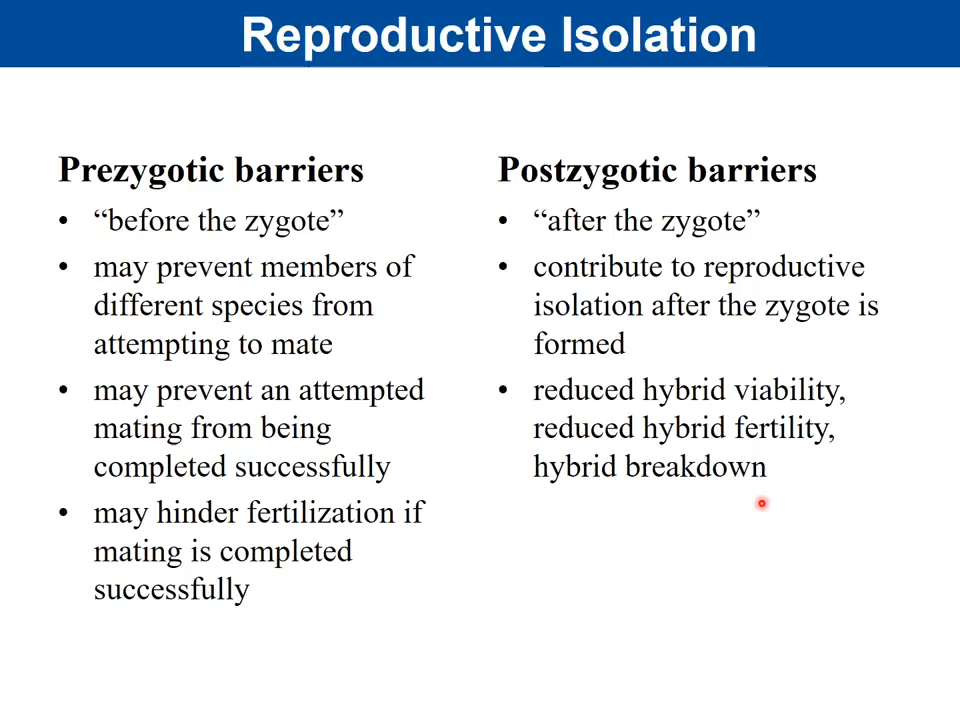 Reproductive Isolation
Prezygotic barriers
• “before the zygote”
• may prevent members of
different species from
attempting to mate
• may prevent an attempted
mating from being
completed successfully
• may hinder fertilization if
mating is completed
successfully
Postzygotic barriers
• “after the zygote”
• contribute to reproductive
isolation after the zygote is
formed
• reduced hybrid viability,
reduced hybrid fertility,
hybrid breakdown